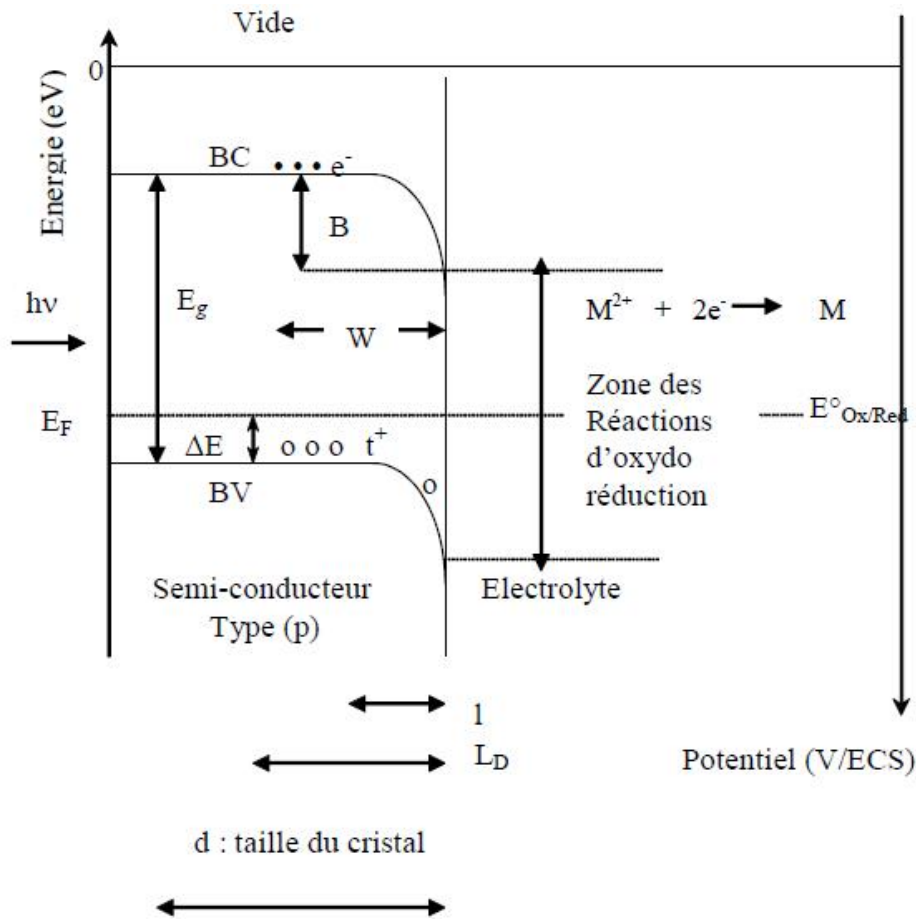 Vide
0
Energie (eV)
BC • • • e⁻
B
hν
E_g
W
M²⁺ + 2e⁻ → M
Zone des
Réactions
d'oxydo
réduction
E_F
E°_Ox/Red
ΔE o o o t⁺
o
BV
Semi-conducteur
Type (p)
Electrolyte
l
L_D
Potentiel (V/ECS)
d : taille du cristal